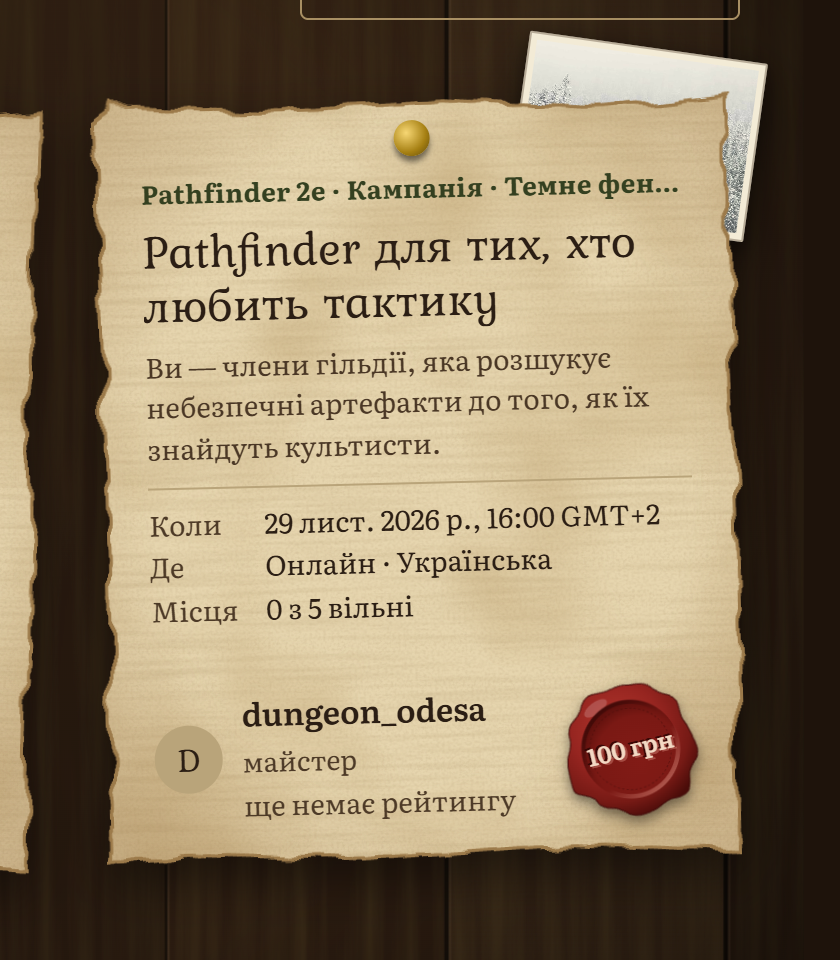 Pathfinder 2e · Кампанія · Темне фен…
Pathfinder для тих, хто
любить тактику
Ви — члени гільдії, яка розшукує
небезпечні артефакти до того, як їх
знайдуть культисти.
Коли 29 лист. 2026 р., 16:00 GMT+2
Де Онлайн · Українська
Місця 0 з 5 вільні
dungeon_odesa
D
майстер
ще немає рейтингу
100 грн